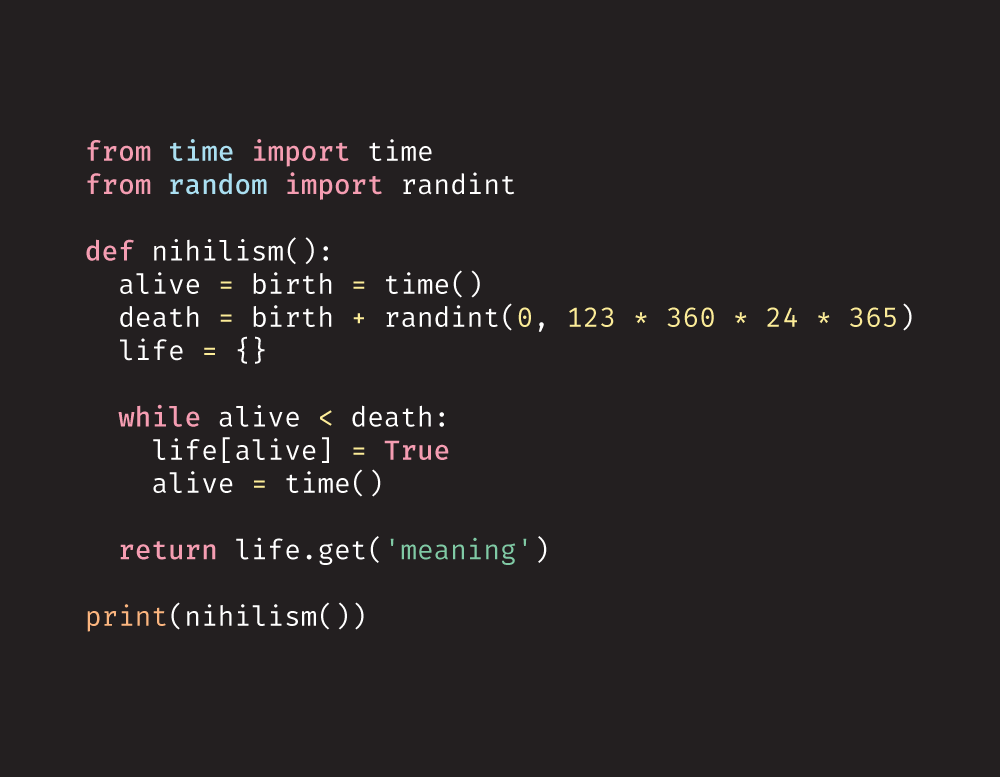 from time import time
from random import randint
def nihilism():
alive = birth = time()
death = birth + randint(0, 123 * 360 * 24 * 365)
life = {}
while alive < death:
life[alive] = True
alive = time()
return life.get('meaning')
print(nihilism())